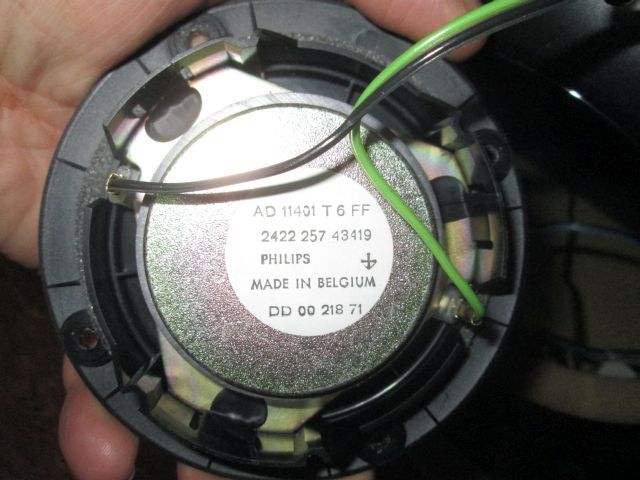 AD 11401 T 6 FF
2422 257 43419
PHILIPS
MADE IN BELGIUM
DD 00 218 71